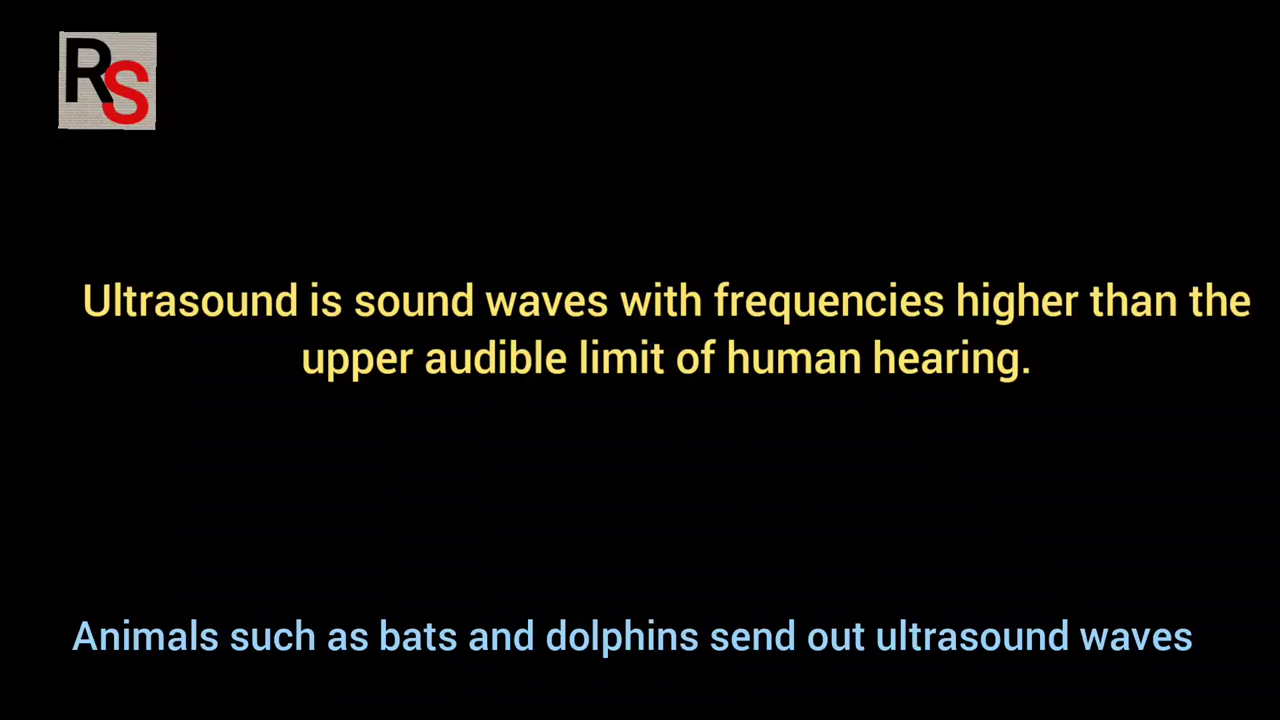 RS
Ultrasound is sound waves with frequencies higher than the
upper audible limit of human hearing.
Animals such as bats and dolphins send out ultrasound waves